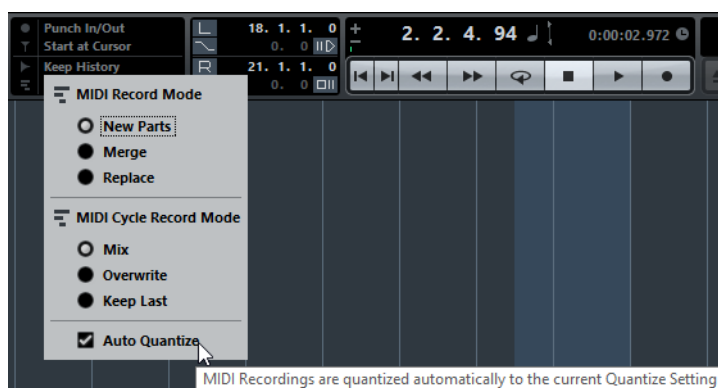 Punch In/Out
Start at Cursor
Keep History
L 18. 1. 1. 0
0. 0
R 21. 1. 1. 0
0. 0
2. 2. 4. 94
0:00:02.972
MIDI Record Mode
New Parts
Merge
Replace
MIDI Cycle Record Mode
Mix
Overwrite
Keep Last
Auto Quantize
MIDI Recordings are quantized automatically to the current Quantize Setting